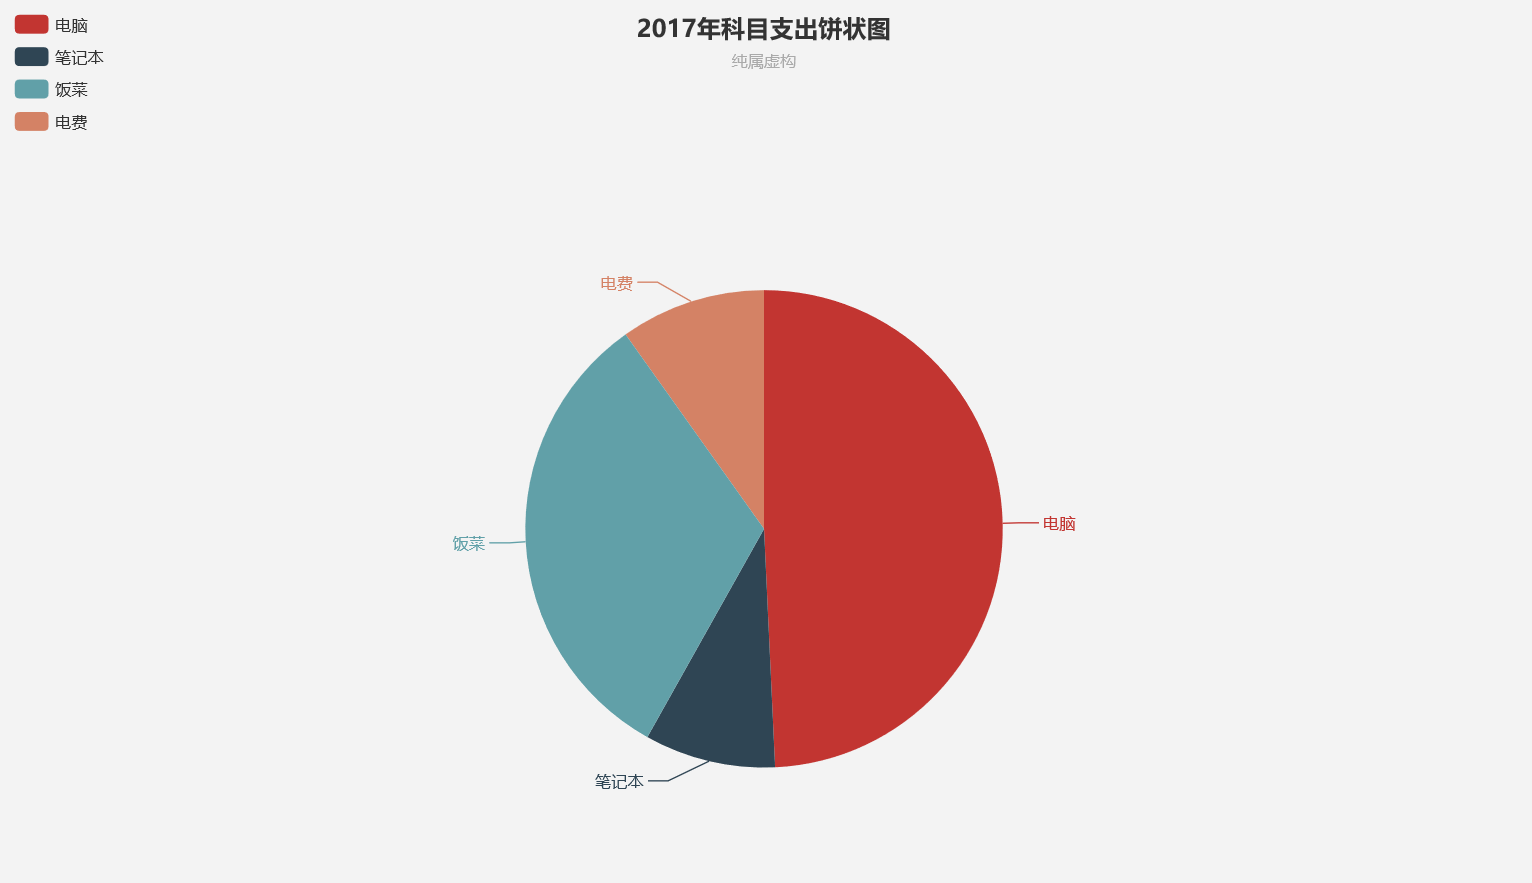 2017年科目支出饼状图
纯属虚构
电脑
笔记本
饭菜
电费
电费
电脑
饭菜
笔记本